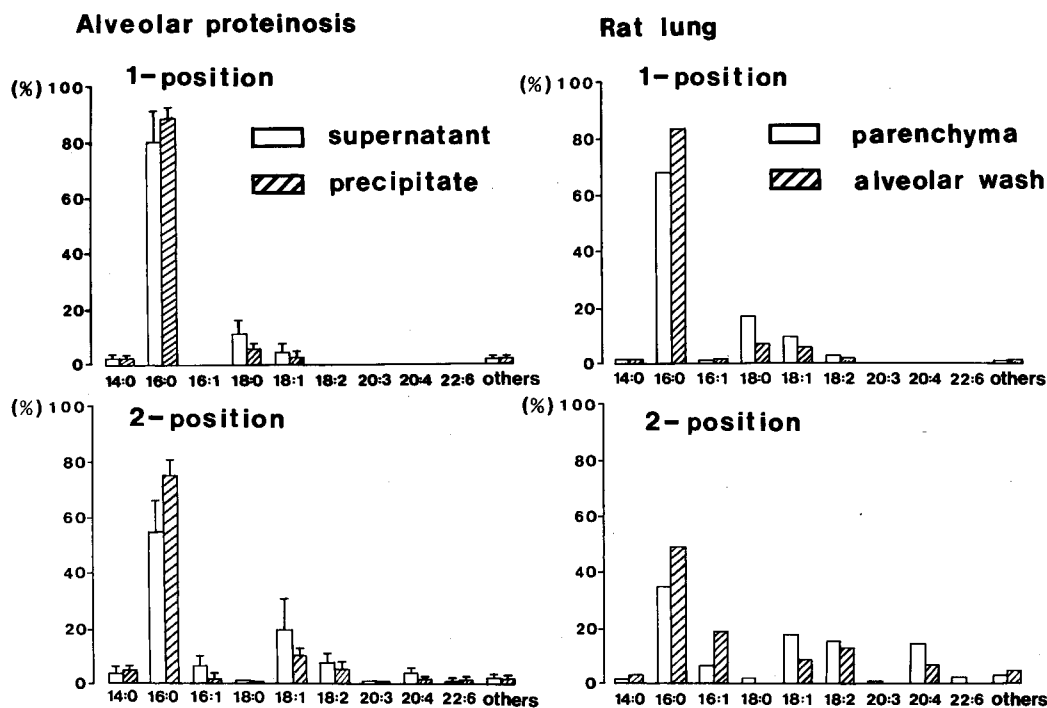 Alveolar proteinosis
1-position
(%) 100
80
60
40
20
0
supernatant
precipitate
14:0 16:0 16:1 18:0 18:1 18:2 20:3 20:4 22:6 others
2-position
(%) 100
80
60
40
20
0
14:0 16:0 16:1 18:0 18:1 18:2 20:3 20:4 22:6 others
Rat lung
1-position
(%) 100
80
60
40
20
0
parenchyma
alveolar wash
14:0 16:0 16:1 18:0 18:1 18:2 20:3 20:4 22:6 others
2-position
(%) 100
80
60
40
20
0
14:0 16:0 16:1 18:0 18:1 18:2 20:3 20:4 22:6 others